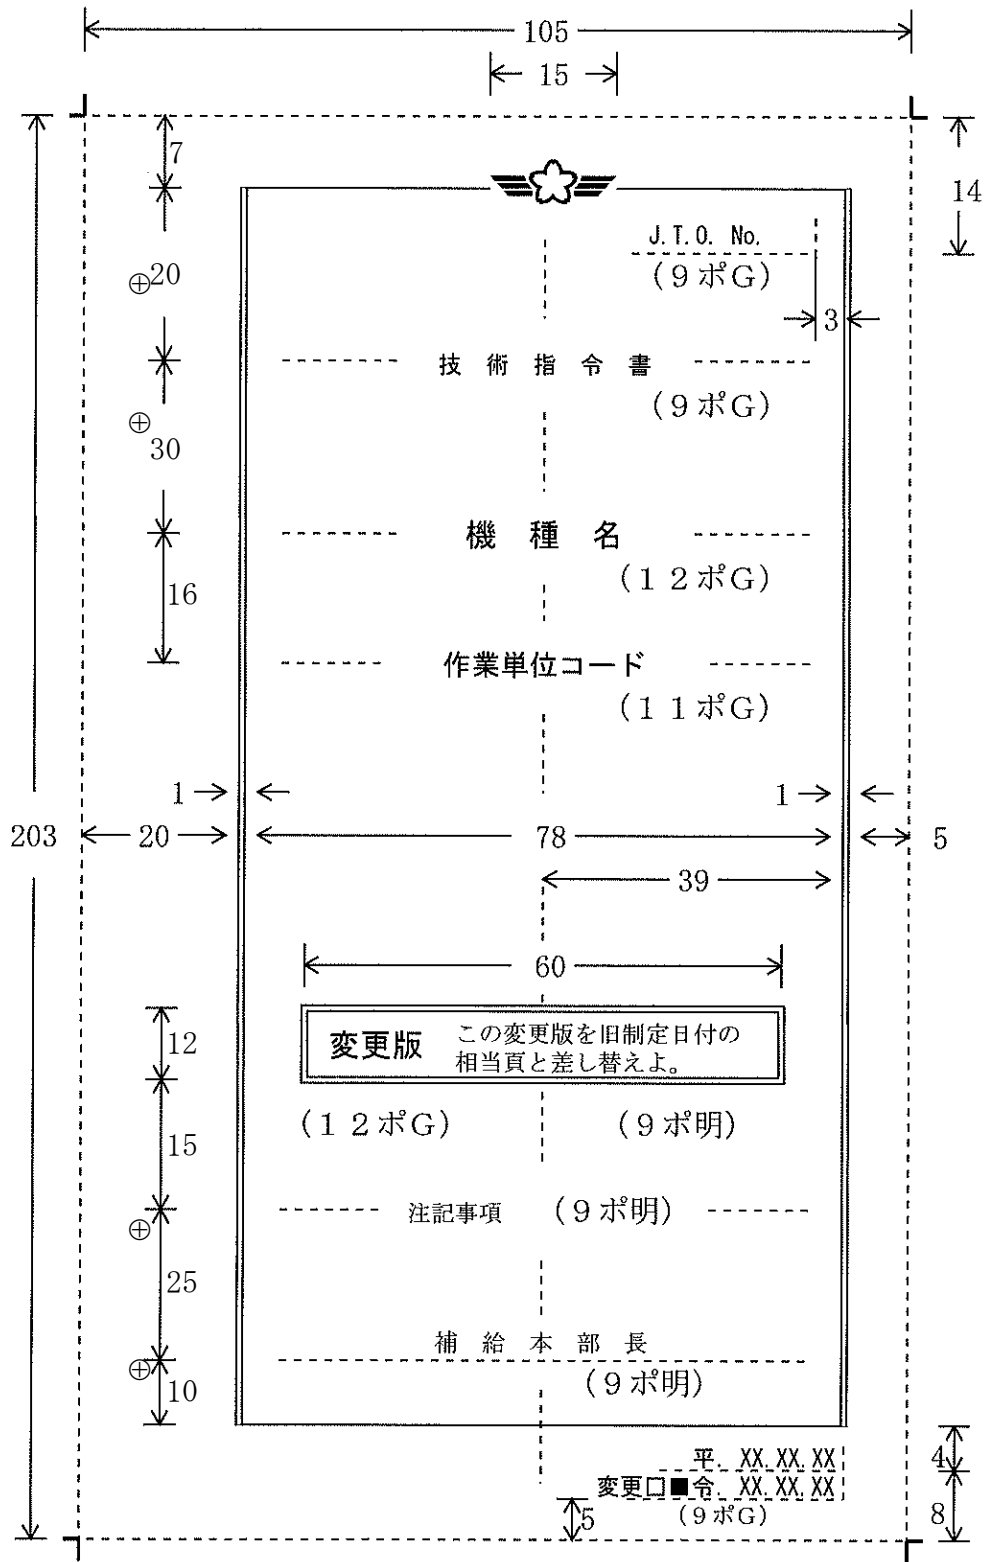 105
15
7
14
J.T.O. No.
(9ポG)
⊕20
3
技術指令書
(9ポG)
⊕
30
機種名
(12ポG)
16
作業単位コード
(11ポG)
1
1
203
20
78
5
39
60
12
変更版 この変更版を旧制定日付の
相当頁と差し替えよ。
(12ポG) (9ポ明)
15
注記事項 (9ポ明)
⊕
25
補給本部長
⊕
(9ポ明)
10
平. XX. XX. XX
4
変更口■令. XX. XX. XX
5
(9ポG)
8